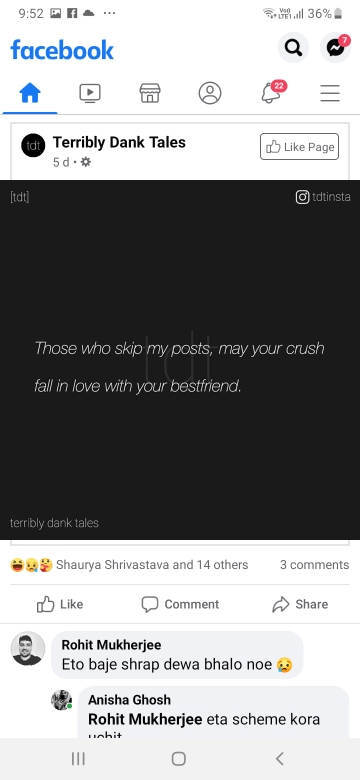 9:52 36%
facebook
7
22
tdt Terribly Dank Tales
5 d
Like Page
[tdt] tdtinsta
tdt
Those who skip my posts, may your crush
fall in love with your bestfriend.
terribly dank tales
Shaurya Shrivastava and 14 others 3 comments
Like Comment Share
Rohit Mukherjee
Eto baje shrap dewa bhalo noe
Anisha Ghosh
Rohit Mukherjee eta scheme kora
uchit